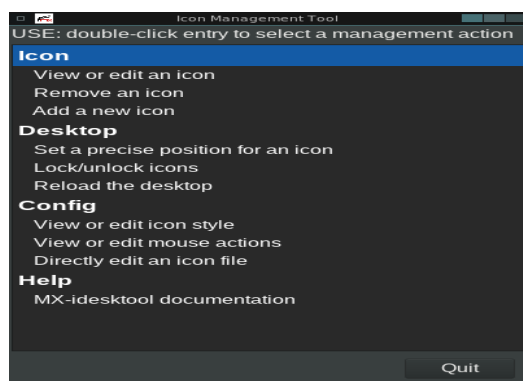 Icon Management Tool
USE: double-click entry to select a management action
Icon
View or edit an icon
Remove an icon
Add a new icon
Desktop
Set a precise position for an icon
Lock/unlock icons
Reload the desktop
Config
View or edit icon style
View or edit mouse actions
Directly edit an icon file
Help
MX-idesktool documentation
Quit